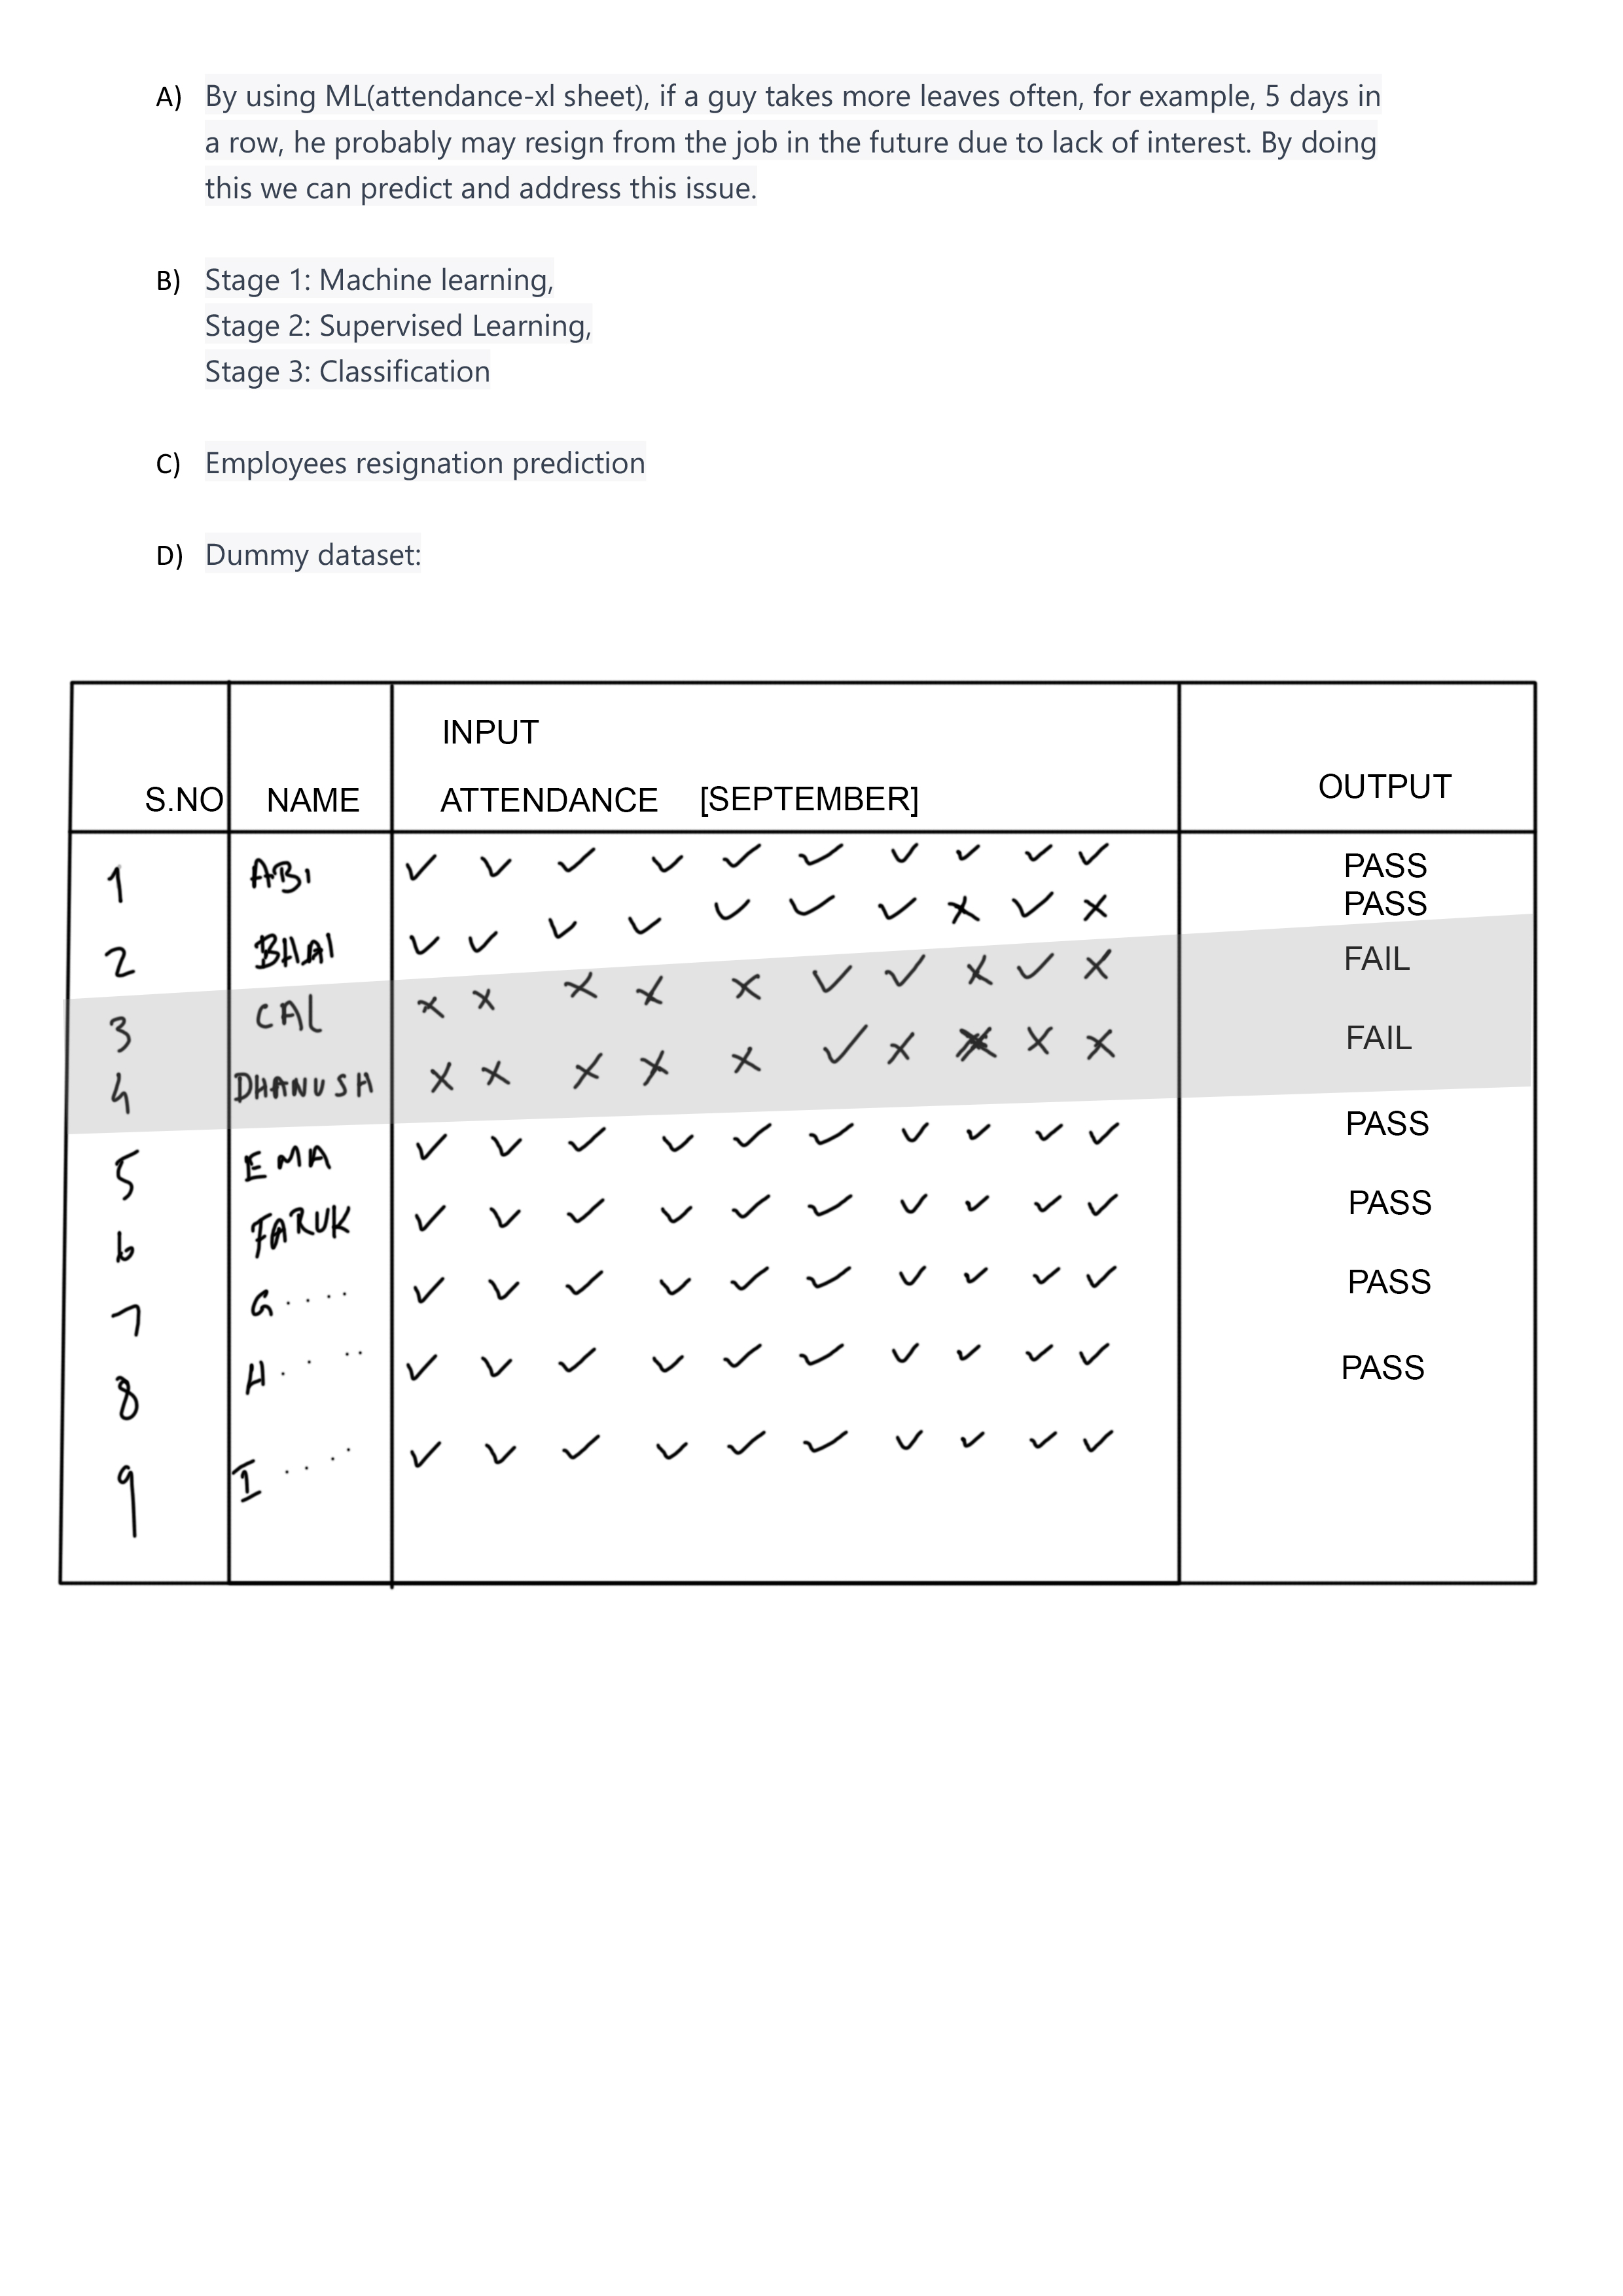 A) By using ML(attendance-xl sheet), if a guy takes more leaves often, for example, 5 days in
a row, he probably may resign from the job in the future due to lack of interest. By doing
this we can predict and address this issue.
B) Stage 1: Machine learning,
Stage 2: Supervised Learning,
Stage 3: Classification
C) Employees resignation prediction
D) Dummy dataset:
INPUT
S.NO NAME ATTENDANCE [SEPTEMBER] OUTPUT
1 ABI ✓ ✓ ✓ ✓ ✓ ✓ ✓ ✓ ✓ ✓ PASS
2 BHAI ✓ ✓ ✓ ✓ ✓ ✓ ✓ X ✓ X PASS
3 CAL X X X X X ✓ ✓ X ✓ X FAIL
4 DHANUSH X X X X X ✓ X X X X FAIL
5 EMA ✓ ✓ ✓ ✓ ✓ ✓ ✓ ✓ ✓ ✓ PASS
6 FARUK ✓ ✓ ✓ ✓ ✓ ✓ ✓ ✓ ✓ ✓ PASS
7 G .... ✓ ✓ ✓ ✓ ✓ ✓ ✓ ✓ ✓ ✓ PASS
8 H .... ✓ ✓ ✓ ✓ ✓ ✓ ✓ ✓ ✓ ✓ PASS
9 I .... ✓ ✓ ✓ ✓ ✓ ✓ ✓ ✓ ✓ ✓